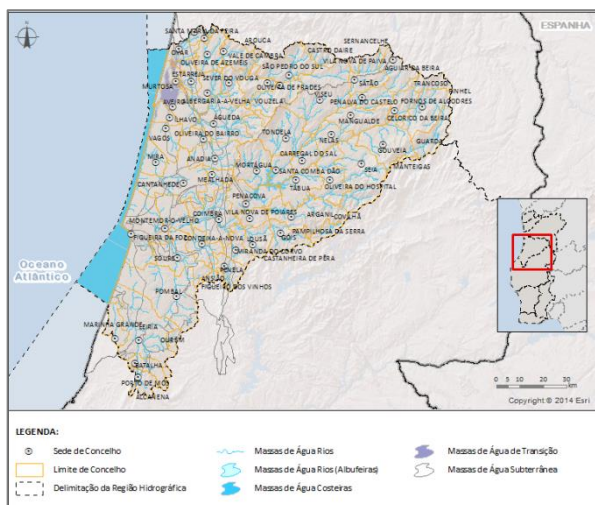 ESPANHA
SANTA MARIA DA FEIRA
AROUCA
SERNANCELHE
CASTRO DAIRE
OVAR
VALE DE CAMBRA
VILA NOVA DE PAIVA
OLIVEIRA DE AZEMÉIS
SÃO PEDRO DO SUL
AGUIAR DA BEIRA
ESTARREJA
SEVER DO VOUGA
SÁTÃO
TRANCOSO
MURTOSA
OLIVEIRA DE FRADES
VISEU
PINHEL
ALBERGARIA-A-VELHA
VOUZELA
PENALVA DO CASTELO
FORNOS DE ALGODRES
AVEIRO
MANGUALDE
CELORICO DA BEIRA
ÍLHAVO
ÁGUEDA
TONDELA
NELAS
GUARDA
VAGOS
OLIVEIRA DO BAIRRO
CARREGAL DO SAL
GOUVEIA
MIRA
ANADIA
MORTÁGUA
SANTA COMBA DÃO
SEIA
MANTEIGAS
CANTANHEDE
MEALHADA
TÁBUA
OLIVEIRA DO HOSPITAL
PENACOVA
MONTEMOR-O-VELHO
COIMBRA
VILA NOVA DE POIARES
ARGANIL
COVILHÃ
FIGUEIRA DA FOZ
CONDEIXA-A-NOVA
LOUSÃ
GÓIS
PAMPILHOSA DA SERRA
MIRANDA DO CORVO
SOURE
PENELA
CASTANHEIRA DE PÊRA
Oceano
Atlântico
ANSIÃO
FIGUEIRÓ DOS VINHOS
POMBAL
MARINHA GRANDE
LEIRIA
OURÉM
BATALHA
PORTO DE MÓS
ALCANENA
0 5 10 20 30
km
Copyright © 2014 Esri
LEGENDA:
Sede de Concelho
Massas de Água Rios
Massas de Água de Transição
Limite de Concelho
Massas de Água Rios (Albufeiras)
Massas de Água Subterrânea
Delimitação da Região Hidrográfica
Massas de Água Costeiras